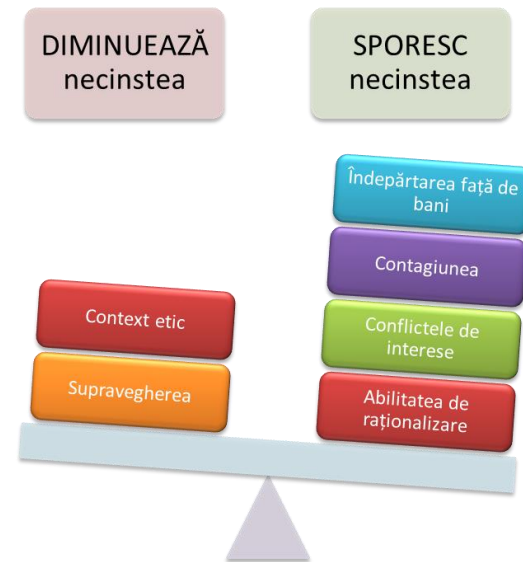 DIMINUEAZĂ
necinstea
SPORESC
necinstea
Îndepărtarea față de
bani
Contagiunea
Conflictele de
interese
Abilitatea de
raționalizare
Context etic
Supravegherea